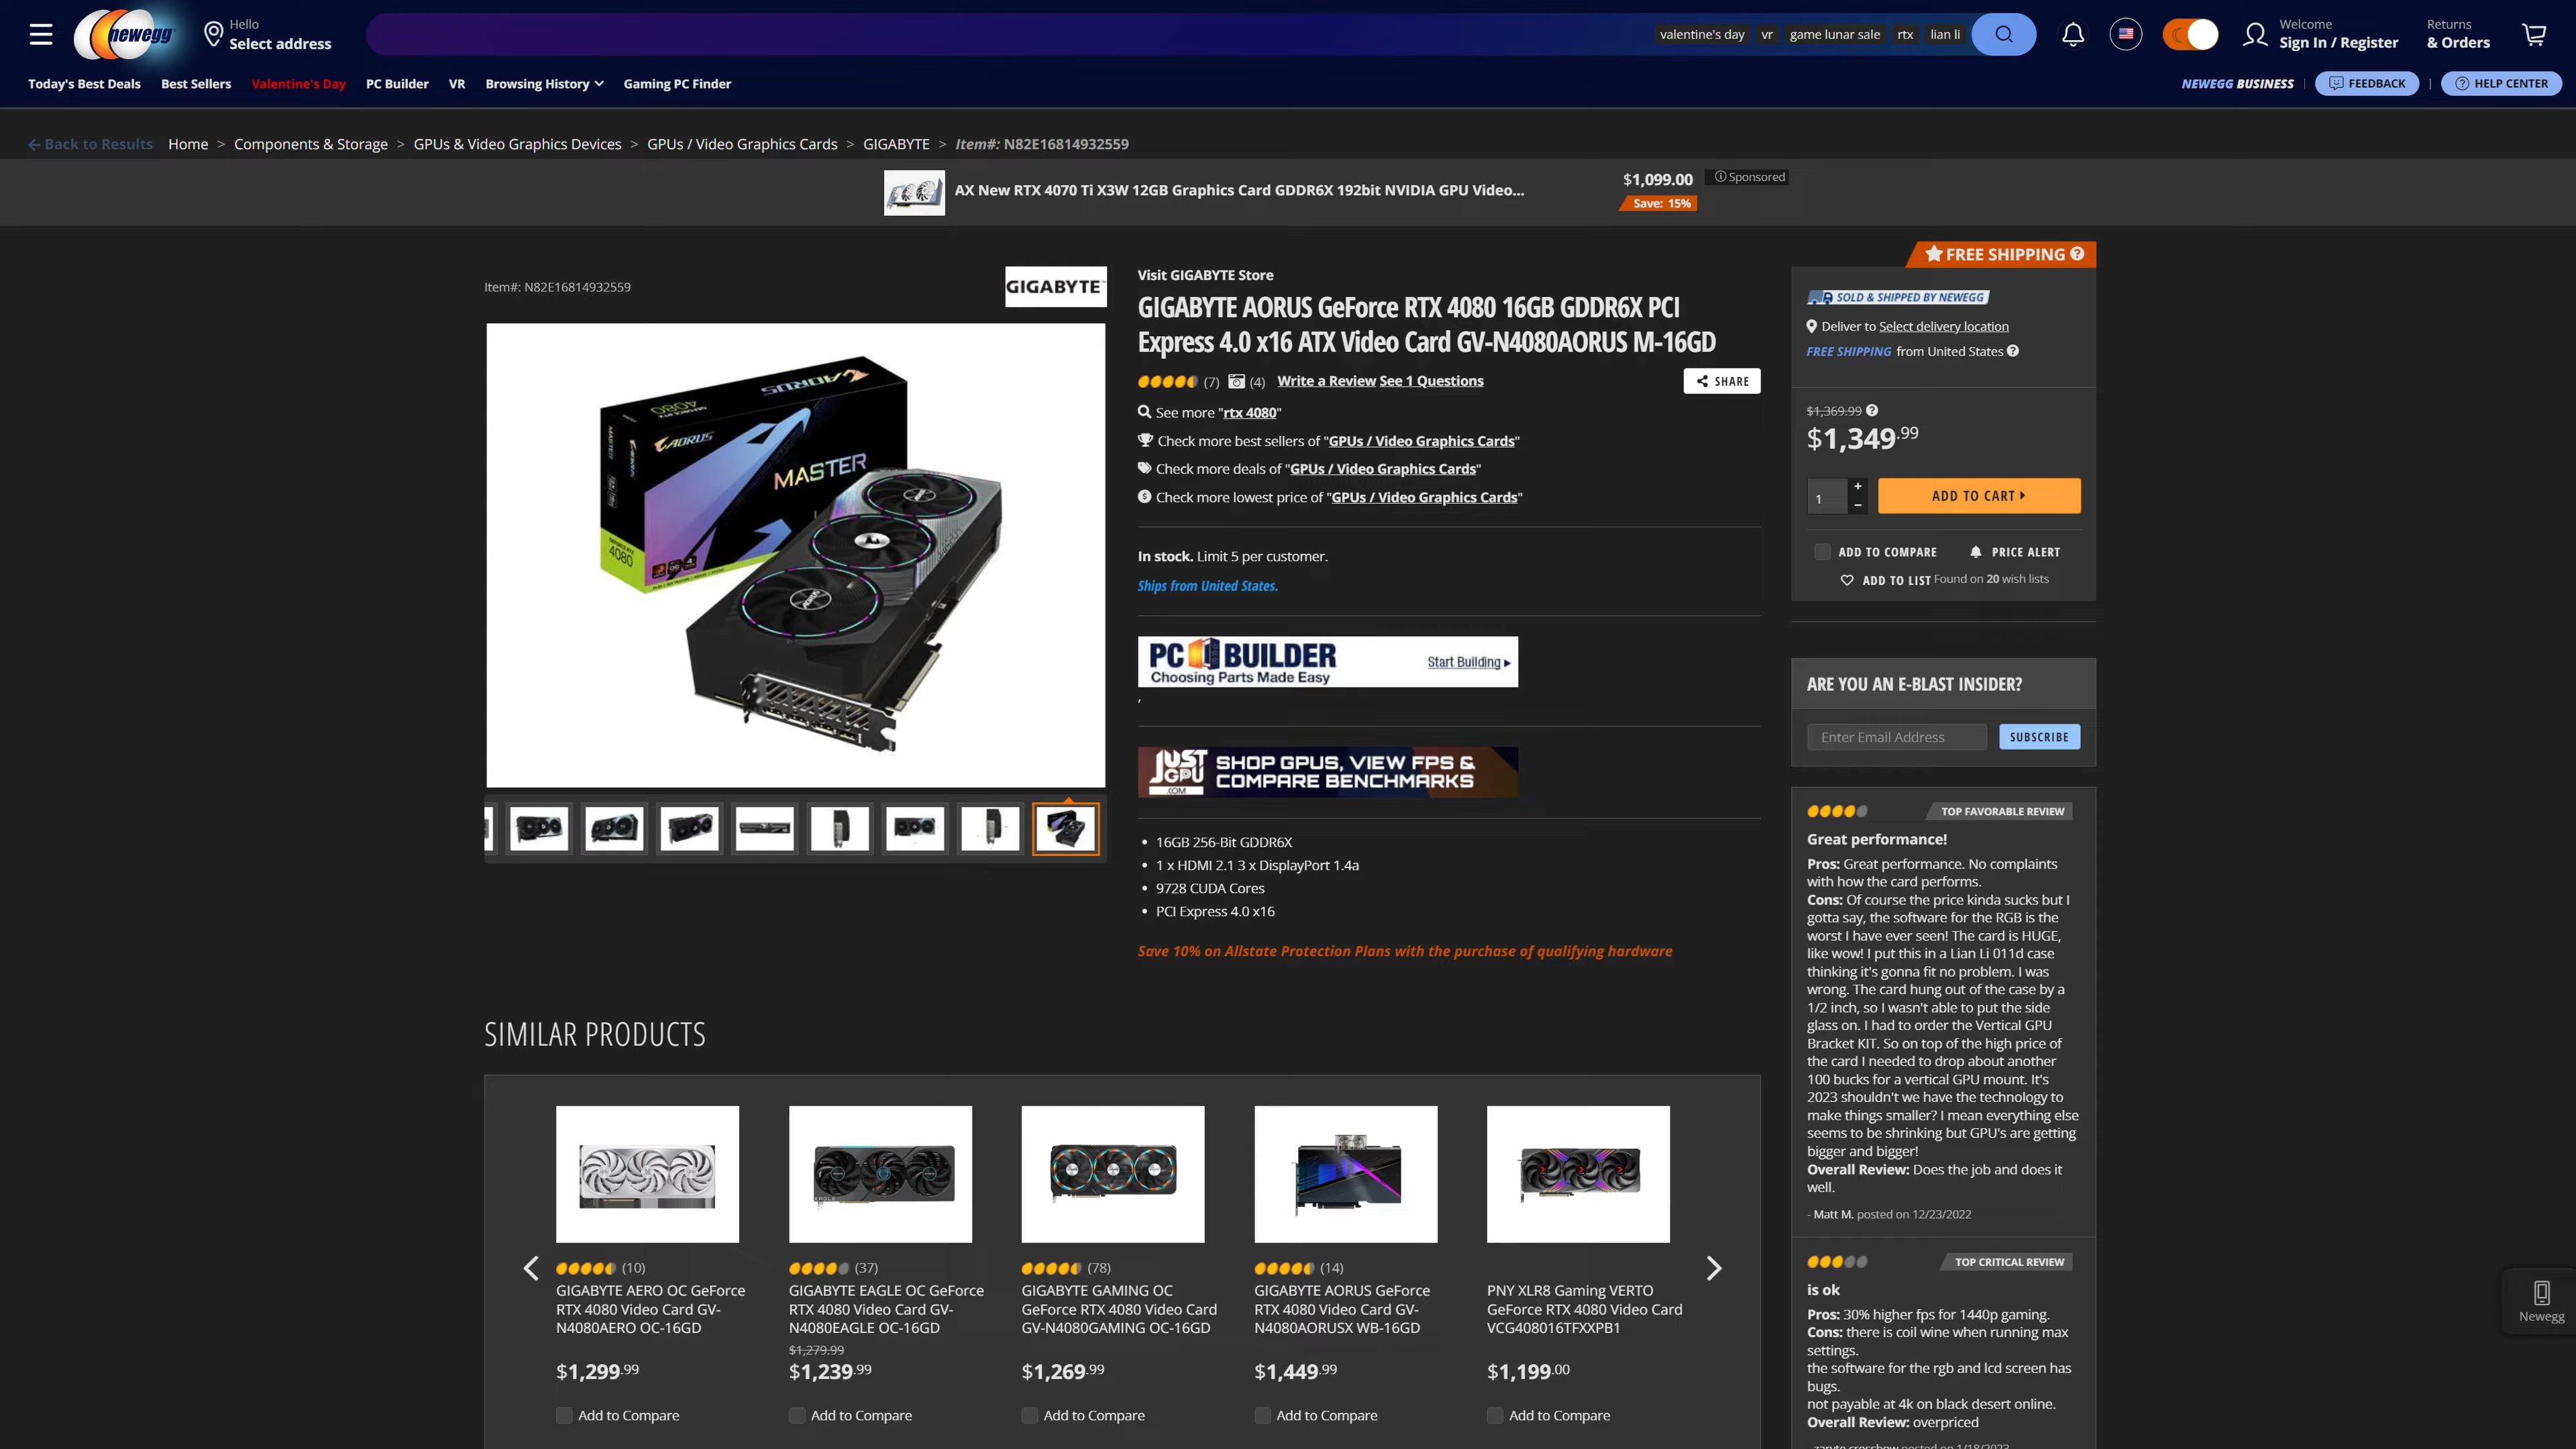 newegg
Hello
Select address
valentine's day
vr
game lunar sale
rtx
lian li
Welcome
Sign In / Register
Returns
& Orders
Today's Best Deals
Best Sellers
Valentine's Day
PC Builder
VR
Browsing History
Gaming PC Finder
NEWEGG BUSINESS
FEEDBACK
HELP CENTER
Back to Results
Home > Components & Storage > GPUs & Video Graphics Devices > GPUs / Video Graphics Cards > GIGABYTE > Item#: N82E16814932559
AX New RTX 4070 Ti X3W 12GB Graphics Card GDDR6X 192bit NVIDIA GPU Video...
$1,099.00
Sponsored
Save: 15%
Item#: N82E16814932559
GIGABYTE
AORUS
4080
AORUS
MASTER
MASTER
GEFORCE RTX
4080
Visit GIGABYTE Store
GIGABYTE AORUS GeForce RTX 4080 16GB GDDR6X PCI
Express 4.0 x16 ATX Video Card GV-N4080AORUS M-16GD
(7) (4) Write a Review See 1 Questions
SHARE
See more "rtx 4080"
Check more best sellers of "GPUs / Video Graphics Cards"
Check more deals of "GPUs / Video Graphics Cards"
Check more lowest price of "GPUs / Video Graphics Cards"
In stock. Limit 5 per customer.
Ships from United States.
PC BUILDER
Choosing Parts Made Easy
Start Building
,
JUST
GPU
.COM
SHOP GPUS, VIEW FPS &
COMPARE BENCHMARKS
• 16GB 256-Bit GDDR6X
• 1 x HDMI 2.1 3 x DisplayPort 1.4a
• 9728 CUDA Cores
• PCI Express 4.0 x16
Save 10% on Allstate Protection Plans with the purchase of qualifying hardware
FREE SHIPPING
SOLD & SHIPPED BY NEWEGG
Deliver to Select delivery location
FREE SHIPPING from United States
$1,369.99
$1,349.99
1
+
−
ADD TO CART
ADD TO COMPARE
PRICE ALERT
ADD TO LIST Found on 20 wish lists
ARE YOU AN E-BLAST INSIDER?
Enter Email Address
SUBSCRIBE
TOP FAVORABLE REVIEW
Great performance!
Pros: Great performance. No complaints
with how the card performs.
Cons: Of course the price kinda sucks but I
gotta say, the software for the RGB is the
worst I have ever seen! The card is HUGE,
like wow! I put this in a Lian Li 011d case
thinking it's gonna fit no problem. I was
wrong. The card hung out of the case by a
1/2 inch, so I wasn't able to put the side
glass on. I had to order the Vertical GPU
Bracket KIT. So on top of the high price of
the card I needed to drop about another
100 bucks for a vertical GPU mount. It's
2023 shouldn't we have the technology to
make things smaller? I mean everything else
seems to be shrinking but GPU's are getting
bigger and bigger!
Overall Review: Does the job and does it
well.
- Matt M. posted on 12/23/2022
TOP CRITICAL REVIEW
is ok
Pros: 30% higher fps for 1440p gaming.
Cons: there is coil wine when running max
settings.
the software for the rgb and lcd screen has
bugs.
not payable at 4k on black desert online.
Overall Review: overpriced
posted on 1/18/2023
SIMILAR PRODUCTS
(10)
GIGABYTE AERO OC GeForce
RTX 4080 Video Card GV-
N4080AERO OC-16GD
$1,299.99
Add to Compare
EAGLE
(37)
GIGABYTE EAGLE OC GeForce
RTX 4080 Video Card GV-
N4080EAGLE OC-16GD
$1,279.99
$1,239.99
Add to Compare
(78)
GIGABYTE GAMING OC
GeForce RTX 4080 Video Card
GV-N4080GAMING OC-16GD
$1,269.99
Add to Compare
(14)
GIGABYTE AORUS GeForce
RTX 4080 Video Card GV-
N4080AORUSX WB-16GD
$1,449.99
Add to Compare
PNY XLR8 Gaming VERTO
GeForce RTX 4080 Video Card
VCG408016TFXXPB1
$1,199.00
Add to Compare
Newegg